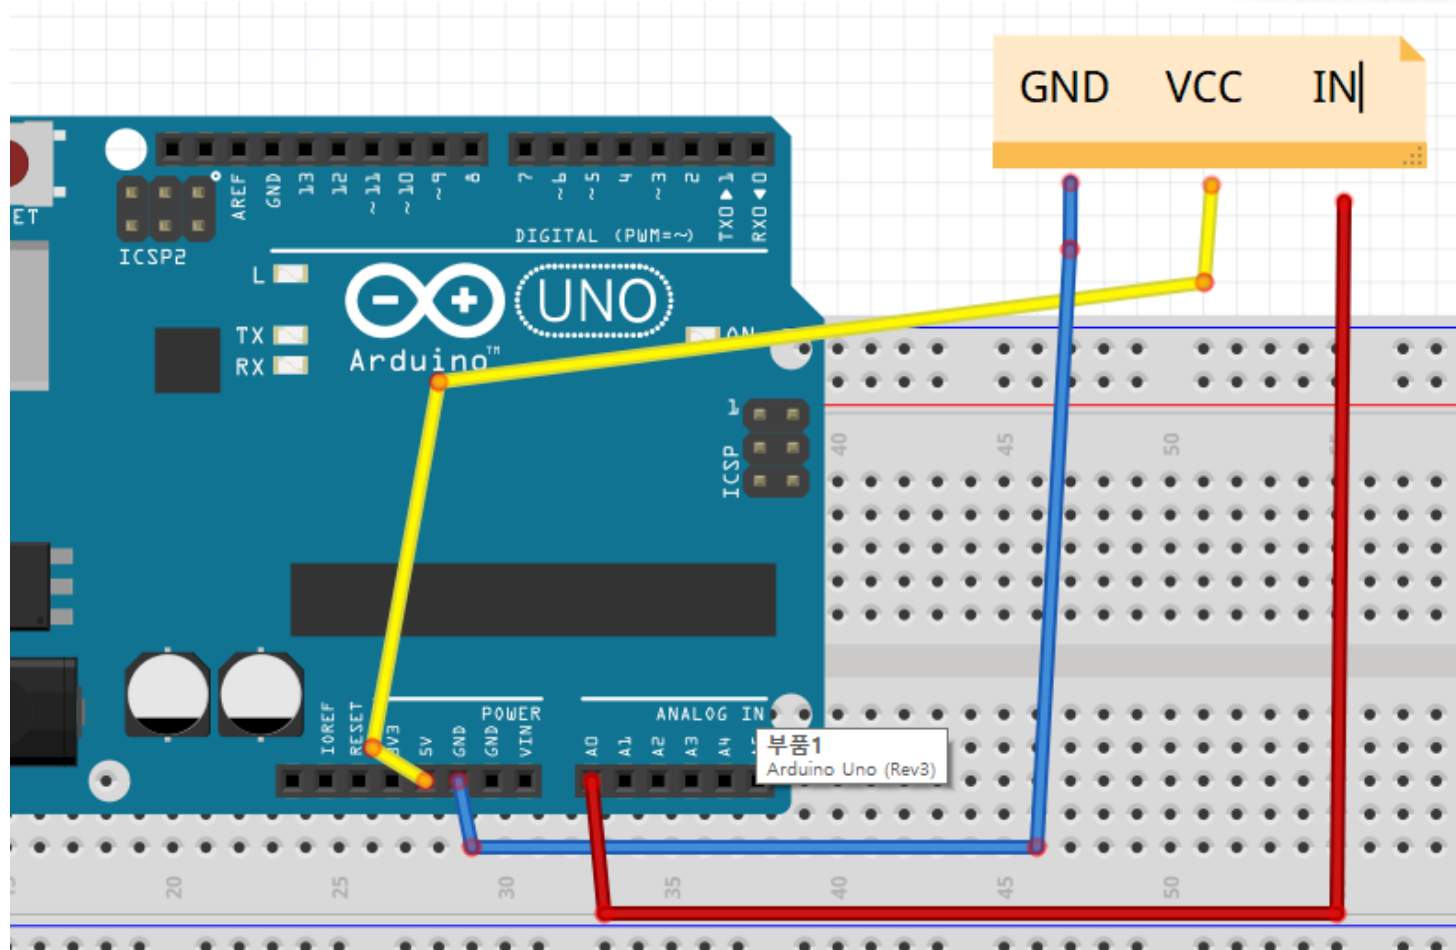 GND VCC IN
ET
ICSP2
AREF
GND
13
12
~11
~10
~9
8
7
~6
~5
4
~3
2
TX0 1
RX0 0
DIGITAL (PWM=~)
L
TX
RX
UNO
Arduino™
ON
1
ICSP
40
45
50
POWER
ANALOG IN
IOREF
RESET
3V3
5V
GND
GND
VIN
A0
A1
A2
A3
A4
부품1
Arduino Uno (Rev3)
20
25
30
35
40
45
50